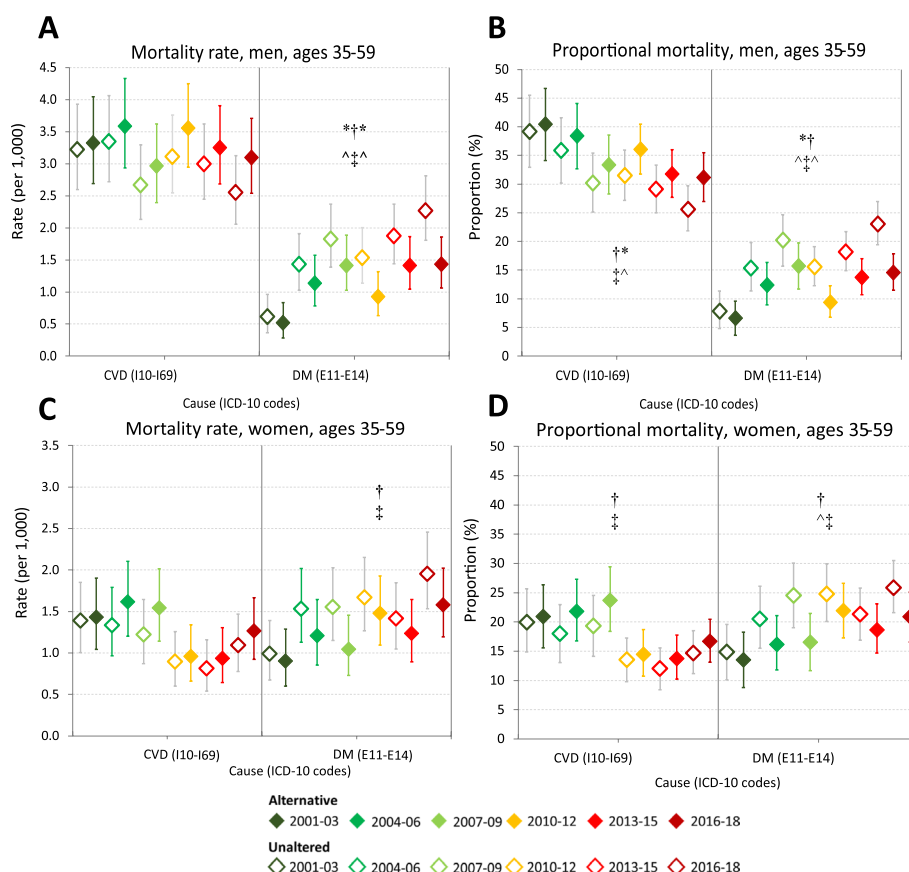 A
Mortality rate, men, ages 35-59
Rate (per 1,000)
4.5
4.0
3.5
3.0
2.5
2.0
1.5
1.0
0.5
0.0
*†*
^‡^
CVD (I10-I69)
DM (E11-E14)
Cause (ICD-10 codes)
B
Proportional mortality, men, ages 35-59
Proportion (%)
50
45
40
35
30
25
20
15
10
5
0
†*
‡^
*†
^‡^
CVD (I10-I69)
DM (E11-E14)
Cause (ICD-10 codes)
C
Mortality rate, women, ages 35-59
Rate (per 1,000)
3.5
3.0
2.5
2.0
1.5
1.0
0.5
0.0
†
‡
CVD (I10-I69)
DM (E11-E14)
Cause (ICD-10 codes)
D
Proportional mortality, women, ages 35-59
Proportion (%)
50
45
40
35
30
25
20
15
10
5
0
†
‡
†
^‡
CVD (I10-I69)
DM (E11-E14)
Cause (ICD-10 codes)
Alternative
2001-03 2004-06 2007-09 2010-12 2013-15 2016-18
Unaltered
2001-03 2004-06 2007-09 2010-12 2013-15 2016-18